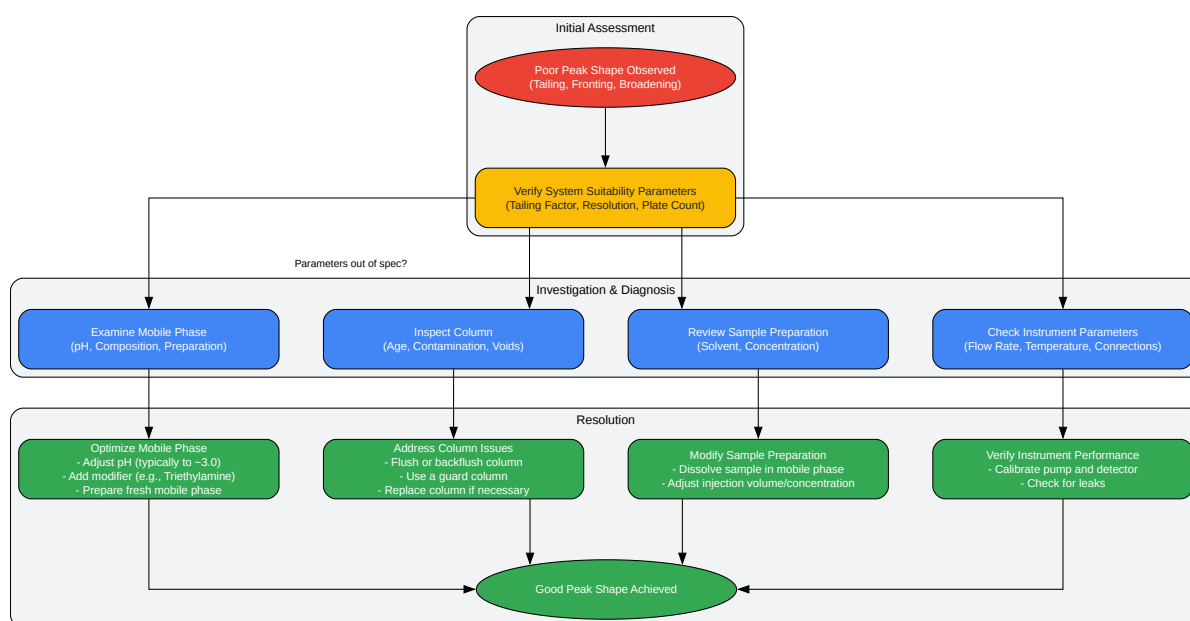 Initial Assessment
Poor Peak Shape Observed
(Tailing, Fronting, Broadening)
Verify System Suitability Parameters
(Tailing Factor, Resolution, Plate Count)
Parameters out of spec?
Investigation & Diagnosis
Examine Mobile Phase
(pH, Composition, Preparation)
Inspect Column
(Age, Contamination, Voids)
Review Sample Preparation
(Solvent, Concentration)
Check Instrument Parameters
(Flow Rate, Temperature, Connections)
Resolution
Optimize Mobile Phase
- Adjust pH (typically to ~3.0)
- Add modifier (e.g., Triethylamine)
- Prepare fresh mobile phase
Address Column Issues
- Flush or backflush column
- Use a guard column
- Replace column if necessary
Modify Sample Preparation
- Dissolve sample in mobile phase
- Adjust injection volume/concentration
Verify Instrument Performance
- Calibrate pump and detector
- Check for leaks
Good Peak Shape Achieved